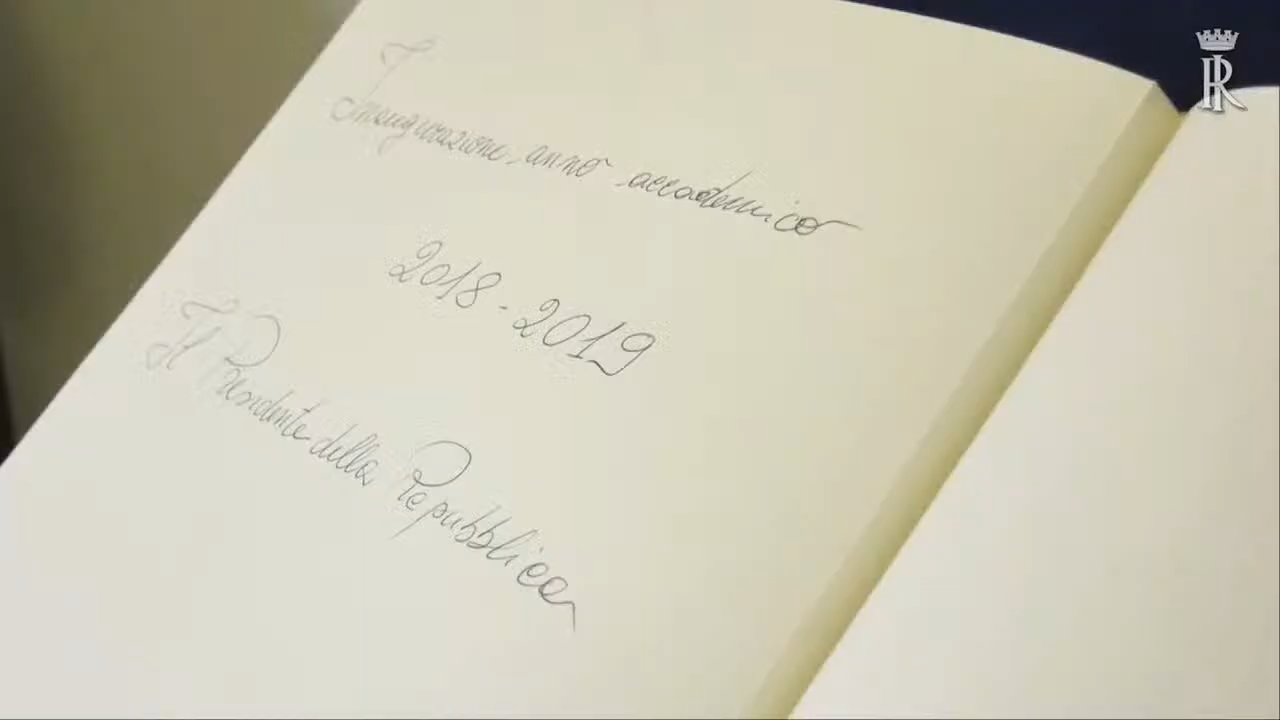 Inaugurazione anno accademico
2018-2019
Il Presidente della Repubblica